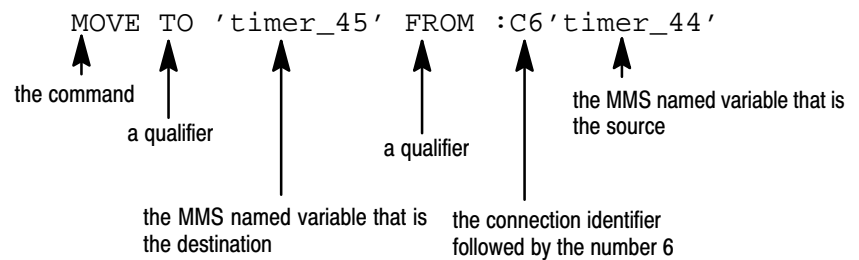 MOVE TO ’timer_45’ FROM :C6’timer_44’
the command
a qualifier
the MMS named variable that is
the destination
a qualifier
the connection identifier
followed by the number 6
the MMS named variable that is
the source